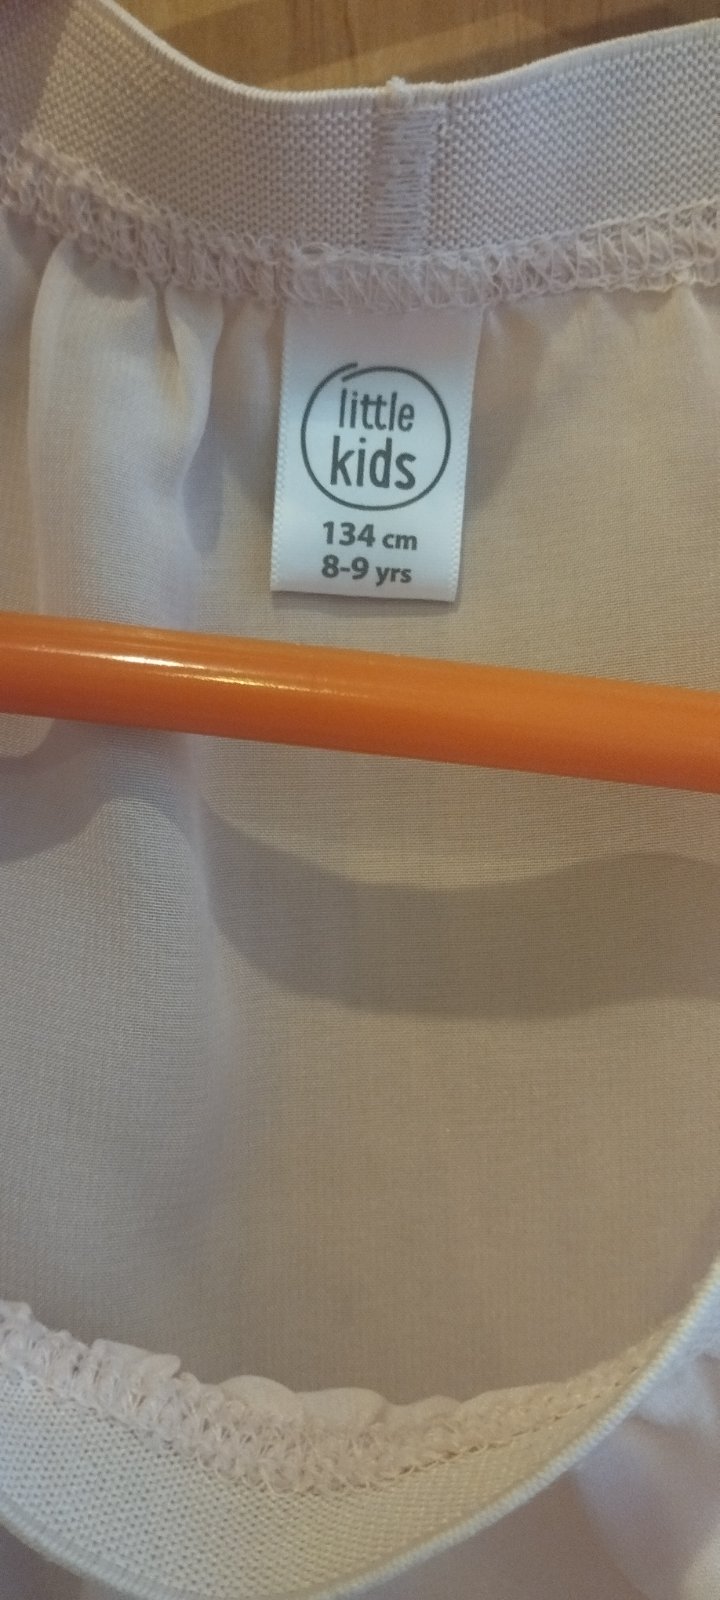 little
kids
134 cm
8-9 yrs